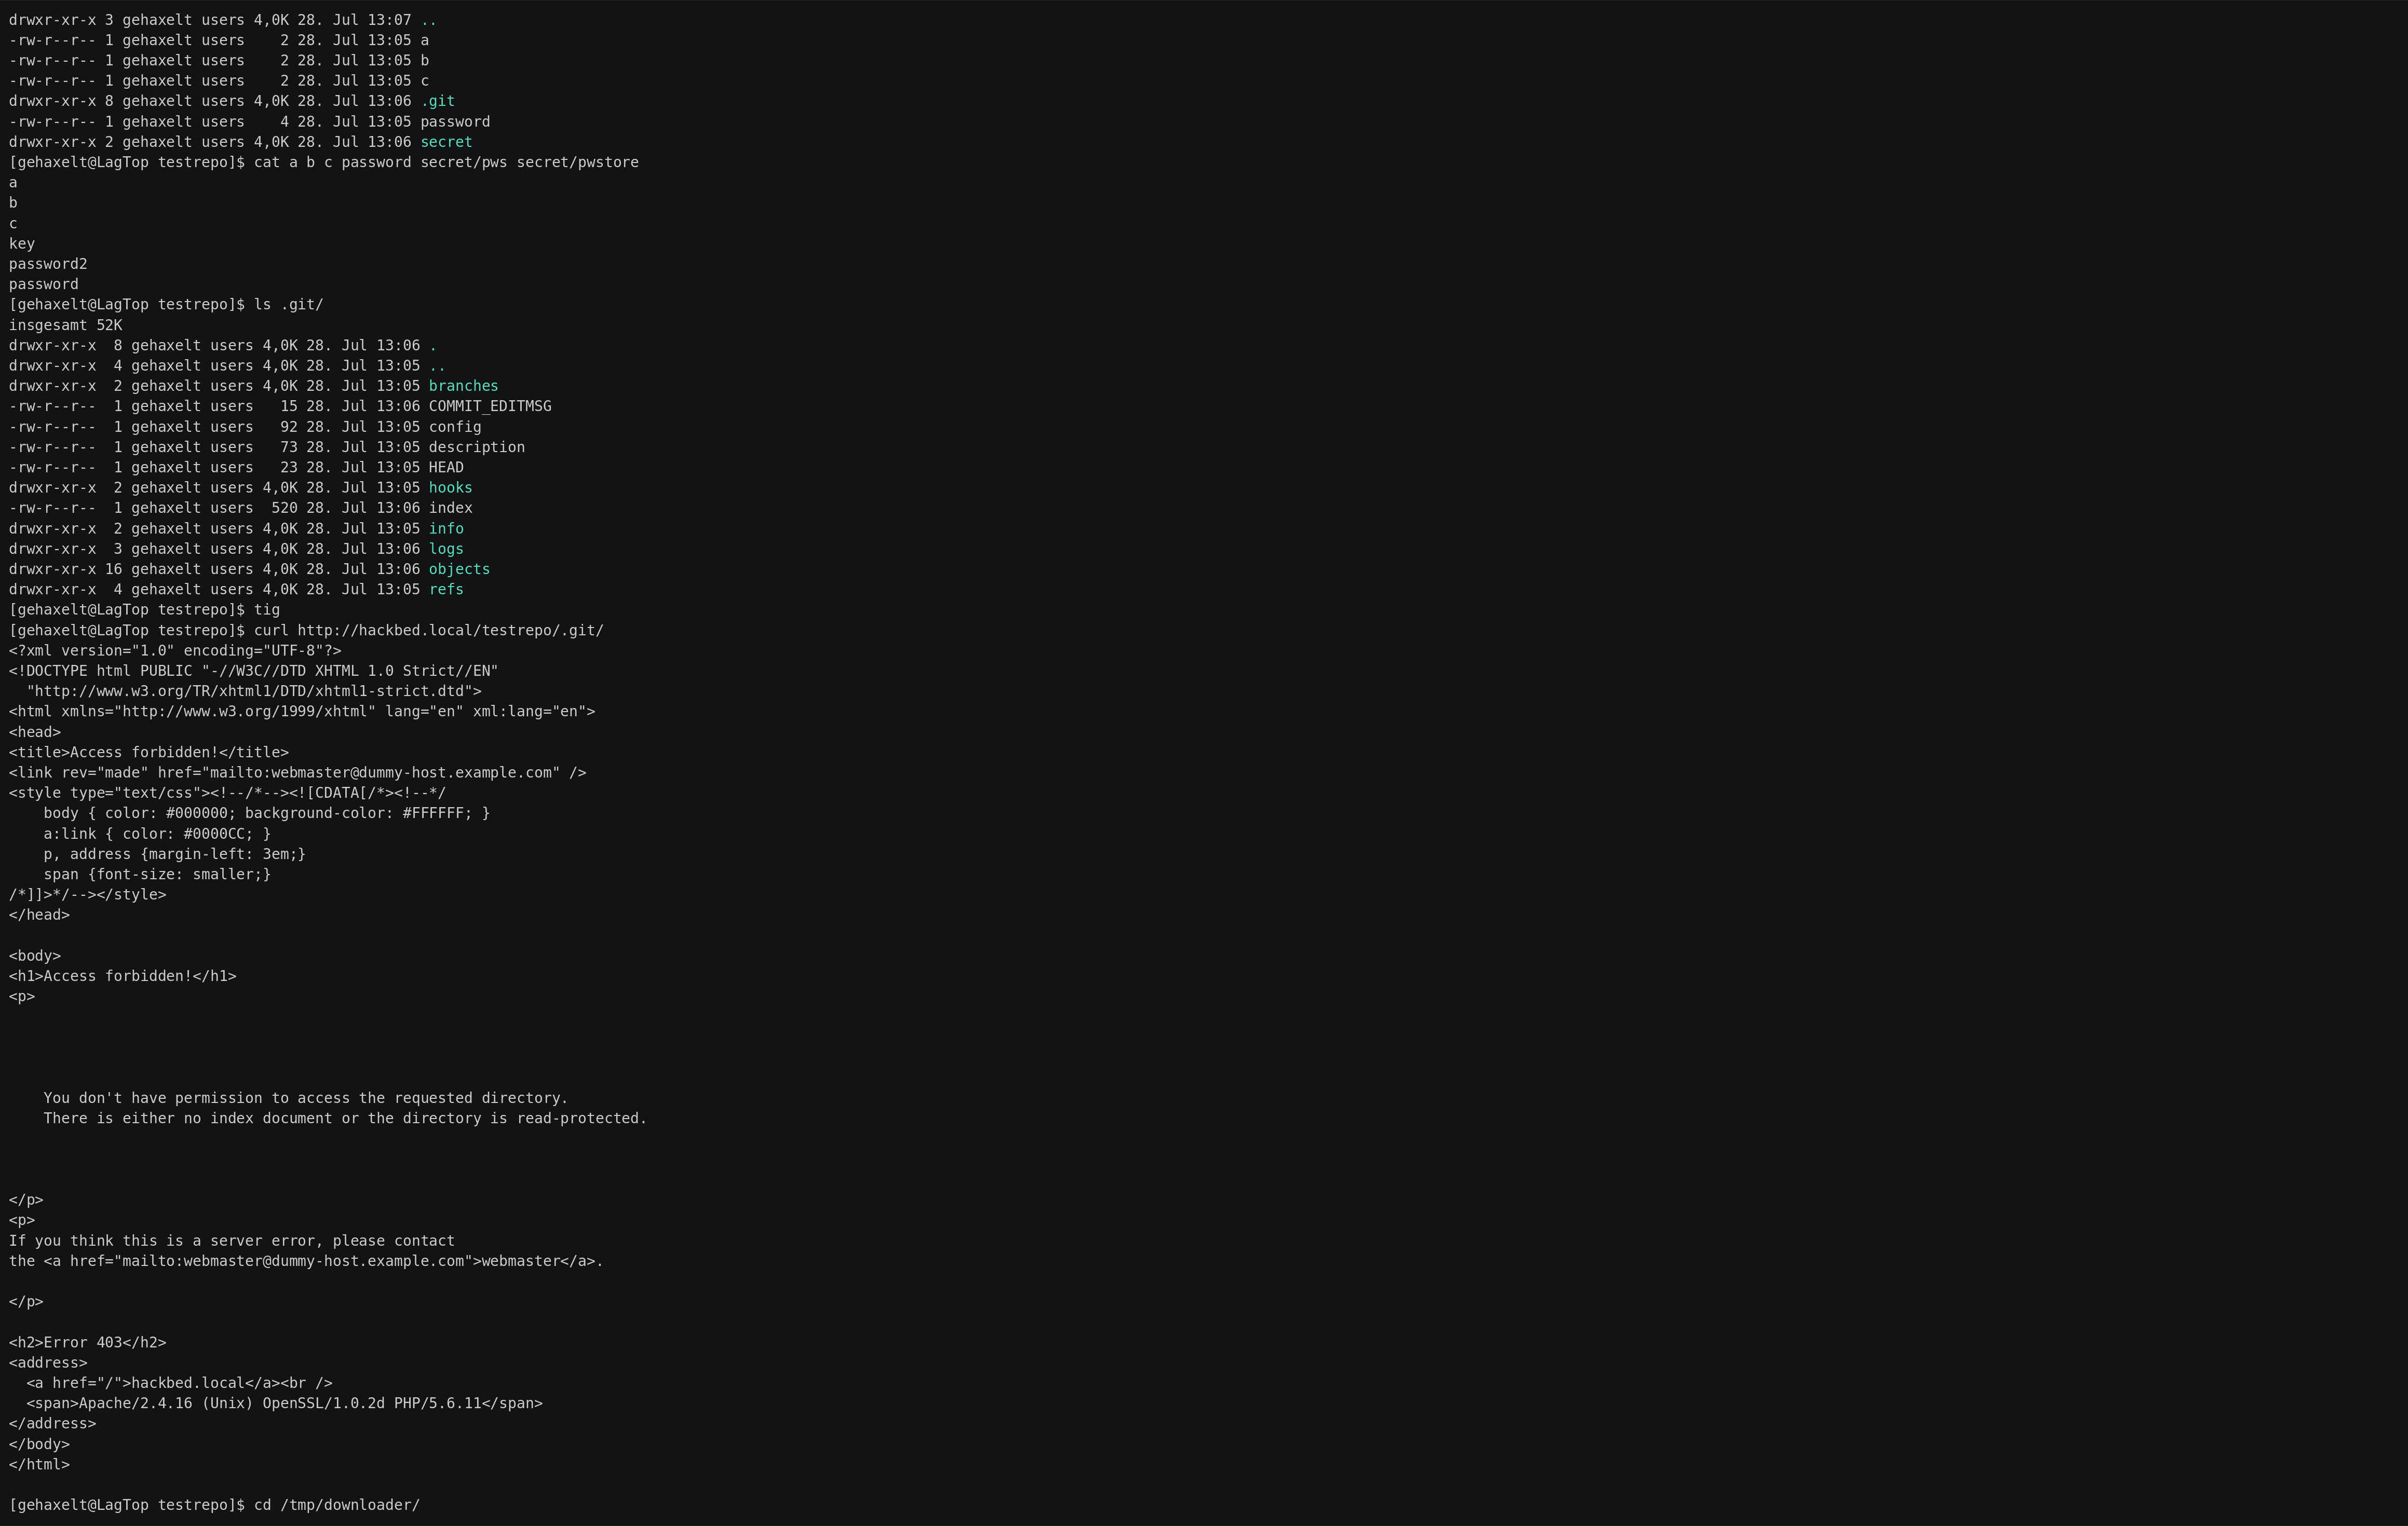 drwxr-xr-x 3 gehaxelt users 4,0K 28. Jul 13:07 ..
-rw-r--r-- 1 gehaxelt users    2 28. Jul 13:05 a
-rw-r--r-- 1 gehaxelt users    2 28. Jul 13:05 b
-rw-r--r-- 1 gehaxelt users    2 28. Jul 13:05 c
drwxr-xr-x 8 gehaxelt users 4,0K 28. Jul 13:06 .git
-rw-r--r-- 1 gehaxelt users    4 28. Jul 13:05 password
drwxr-xr-x 2 gehaxelt users 4,0K 28. Jul 13:06 secret
[gehaxelt@LagTop testrepo]$ cat a b c password secret/pws secret/pwstore
a
b
c
key
password2
password
[gehaxelt@LagTop testrepo]$ ls .git/
insgesamt 52K
drwxr-xr-x  8 gehaxelt users 4,0K 28. Jul 13:06 .
drwxr-xr-x  4 gehaxelt users 4,0K 28. Jul 13:05 ..
drwxr-xr-x  2 gehaxelt users 4,0K 28. Jul 13:05 branches
-rw-r--r--  1 gehaxelt users   15 28. Jul 13:06 COMMIT_EDITMSG
-rw-r--r--  1 gehaxelt users   92 28. Jul 13:05 config
-rw-r--r--  1 gehaxelt users   73 28. Jul 13:05 description
-rw-r--r--  1 gehaxelt users   23 28. Jul 13:05 HEAD
drwxr-xr-x  2 gehaxelt users 4,0K 28. Jul 13:05 hooks
-rw-r--r--  1 gehaxelt users  520 28. Jul 13:06 index
drwxr-xr-x  2 gehaxelt users 4,0K 28. Jul 13:05 info
drwxr-xr-x  3 gehaxelt users 4,0K 28. Jul 13:06 logs
drwxr-xr-x 16 gehaxelt users 4,0K 28. Jul 13:06 objects
drwxr-xr-x  4 gehaxelt users 4,0K 28. Jul 13:05 refs
[gehaxelt@LagTop testrepo]$ tig
[gehaxelt@LagTop testrepo]$ curl http://hackbed.local/testrepo/.git/
<?xml version="1.0" encoding="UTF-8"?>
<!DOCTYPE html PUBLIC "-//W3C//DTD XHTML 1.0 Strict//EN"
  "http://www.w3.org/TR/xhtml1/DTD/xhtml1-strict.dtd">
<html xmlns="http://www.w3.org/1999/xhtml" lang="en" xml:lang="en">
<head>
<title>Access forbidden!</title>
<link rev="made" href="mailto:webmaster@dummy-host.example.com" />
<style type="text/css"><!--/*--><![CDATA[/*><!--*/
    body { color: #000000; background-color: #FFFFFF; }
    a:link { color: #0000CC; }
    p, address {margin-left: 3em;}
    span {font-size: smaller;}
/*]]>*/--></style>
</head>

<body>
<h1>Access forbidden!</h1>
<p>

    You don't have permission to access the requested directory.
    There is either no index document or the directory is read-protected.

</p>
<p>
If you think this is a server error, please contact
the <a href="mailto:webmaster@dummy-host.example.com">webmaster</a>.

</p>

<h2>Error 403</h2>
<address>
  <a href="/">hackbed.local</a><br />
  <span>Apache/2.4.16 (Unix) OpenSSL/1.0.2d PHP/5.6.11</span>
</address>
</body>
</html>

[gehaxelt@LagTop testrepo]$ cd /tmp/downloader/